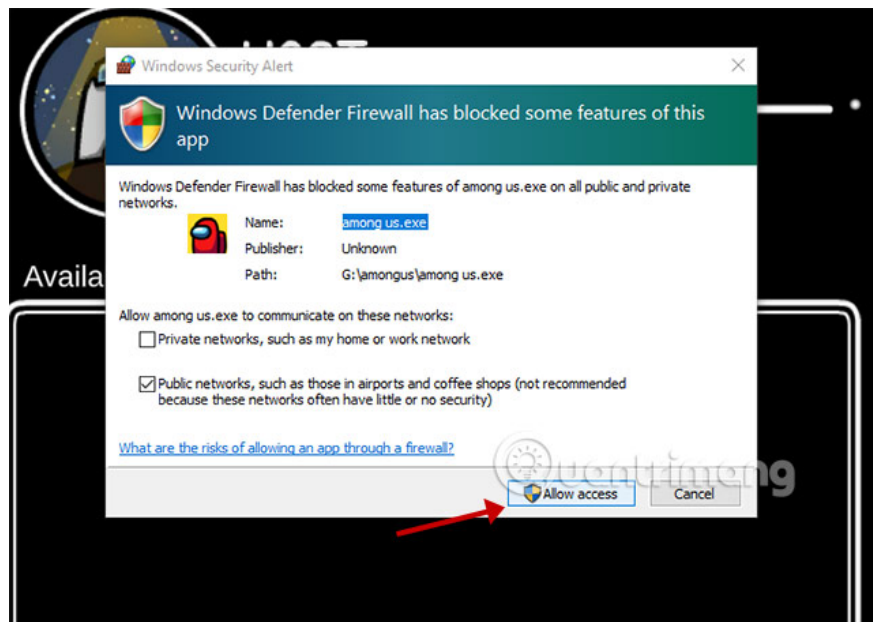 HOST
Windows Security Alert
Windows Defender Firewall has blocked some features of this
app
Windows Defender Firewall has blocked some features of among us.exe on all public and private
networks.
Name: among us.exe
Publisher: Unknown
Path: G:\amongus\among us.exe
Availa
Allow among us.exe to communicate on these networks:
Private networks, such as my home or work network
Public networks, such as those in airports and coffee shops (not recommended
because these networks often have little or no security)
What are the risks of allowing an app through a firewall?
Quantrimang
Allow access Cancel